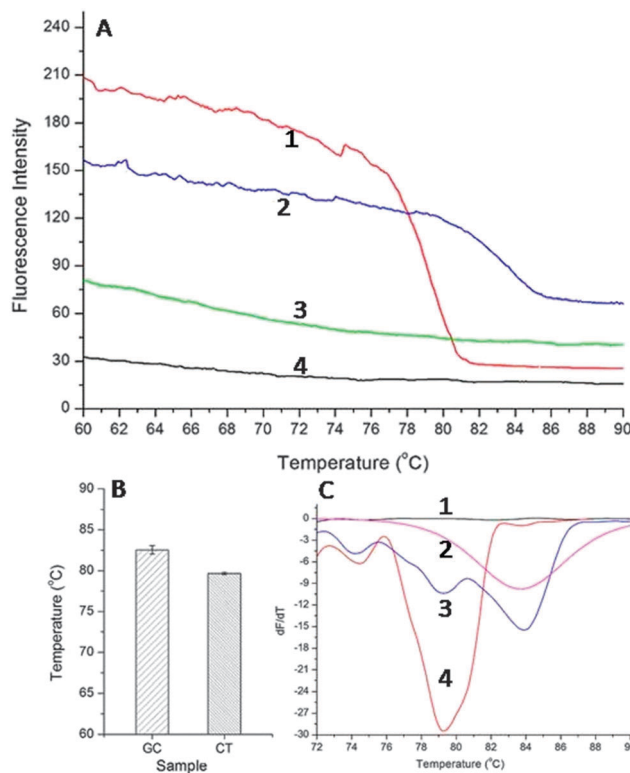 A
Fluorescence Intensity
240
210
180
150
120
90
60
30
0
1
2
3
4
60 62 64 66 68 70 72 74 76 78 80 82 84 86 88 90
Temperature (°C)
B
Temperature (°C)
90
85
80
75
70
65
60
GC CT
Sample
C
dF/dT
0
-3
-6
-9
-12
-15
-18
-21
-24
-27
-30
1
2
3
4
72 74 76 78 80 82 84 86 88 90
Temperature (°C)